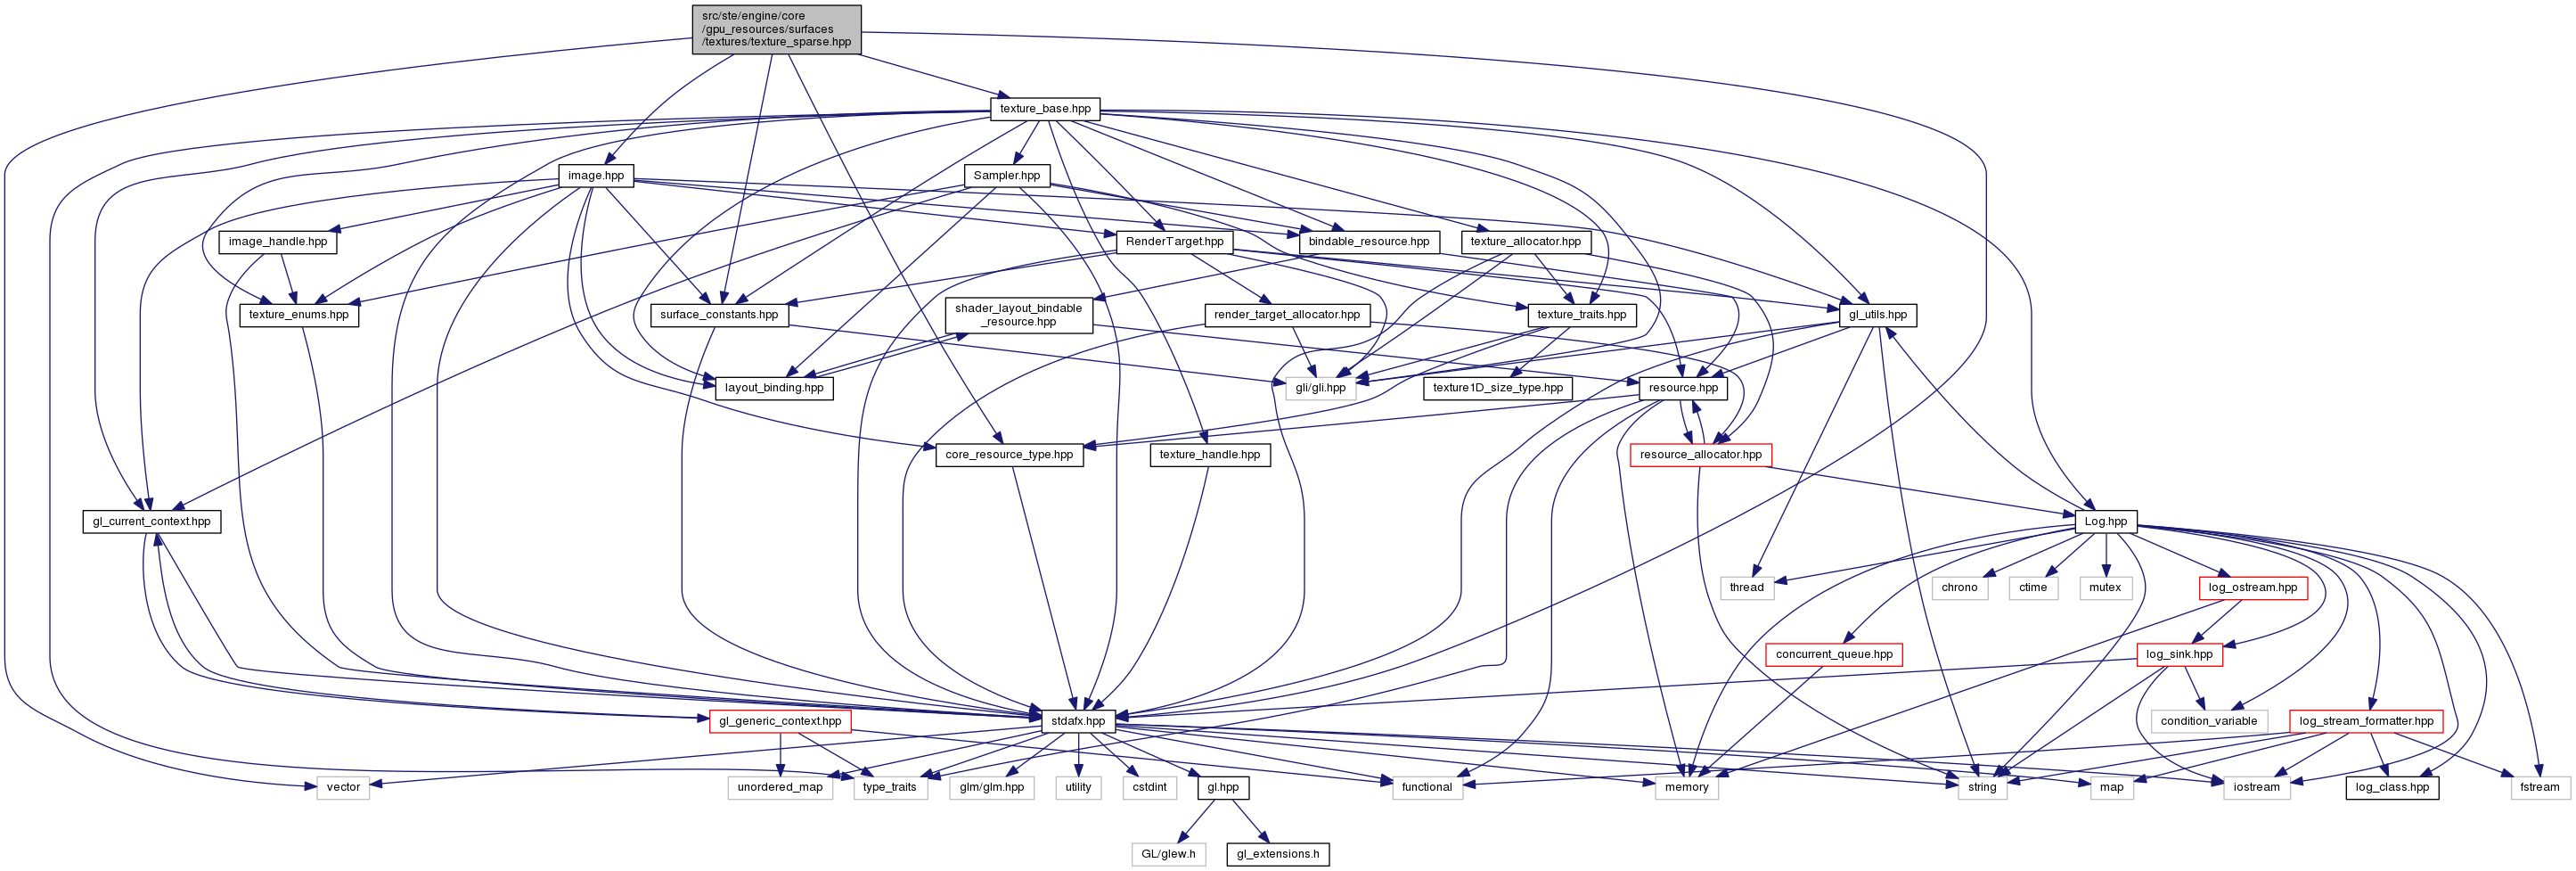 src/ste/engine/core
/gpu_resources/surfaces
/textures/texture_sparse.hpp
texture_base.hpp
image.hpp
Sampler.hpp
image_handle.hpp
RenderTarget.hpp
bindable_resource.hpp
texture_allocator.hpp
texture_enums.hpp
surface_constants.hpp
shader_layout_bindable
_resource.hpp
render_target_allocator.hpp
texture_traits.hpp
gl_utils.hpp
layout_binding.hpp
gli/gli.hpp
texture1D_size_type.hpp
resource.hpp
core_resource_type.hpp
texture_handle.hpp
resource_allocator.hpp
gl_current_context.hpp
Log.hpp
thread
chrono
ctime
mutex
log_ostream.hpp
concurrent_queue.hpp
log_sink.hpp
gl_generic_context.hpp
stdafx.hpp
condition_variable
log_stream_formatter.hpp
vector
unordered_map
type_traits
glm/glm.hpp
utility
cstdint
gl.hpp
functional
memory
string
map
iostream
log_class.hpp
fstream
GL/glew.h
gl_extensions.h